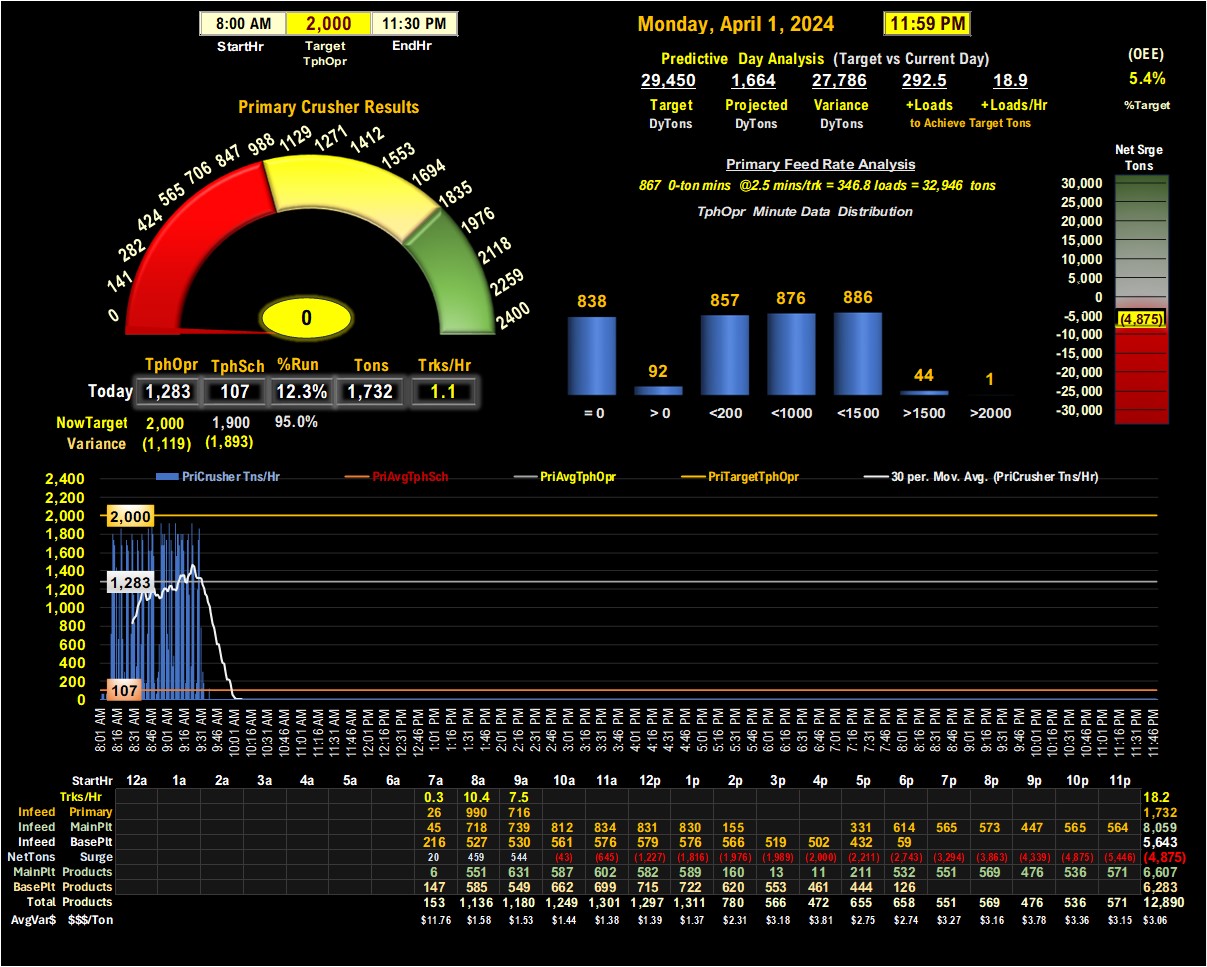 8:00 AM 2,000 11:30 PM
StartHr Target EndHr
TphOpr
Monday, April 1, 2024 11:59 PM
Predictive Day Analysis (Target vs Current Day)
29,450 1,664 27,786 292.5 18.9
Target Projected Variance +Loads +Loads/Hr
DyTons DyTons DyTons to Achieve Target Tons
(OEE)
5.4%
%Target
Primary Crusher Results
0 141 282 424 565 706 847 988 1129 1271 1412 1553 1694 1835 1976 2118 2259 2400
0
TphOpr TphSch %Run Tons Trks/Hr
Today 1,283 107 12.3% 1,732 1.1
NowTarget 2,000 1,900 95.0%
Variance (1,119) (1,893)
Primary Feed Rate Analysis
867 0-ton mins @2.5 mins/trk = 346.8 loads = 32,946 tons
TphOpr Minute Data Distribution
838 92 857 876 886 44 1
= 0 > 0 <200 <1000 <1500 >1500 >2000
Net Srge
Tons
30,000
25,000
20,000
15,000
10,000
5,000
0
-5,000 (4,875)
-10,000
-15,000
-20,000
-25,000
-30,000
PriCrusher Tns/Hr PriAvgTphSch PriAvgTphOpr PriTargetTphOpr 30 per. Mov. Avg. (PriCrusher Tns/Hr)
2,400
2,200
2,000 2,000
1,800
1,600
1,400
1,200 1,283
1,000
800
600
400
200 107
0
8:01 AM 8:16 AM 8:31 AM 8:46 AM 9:01 AM 9:16 AM 9:31 AM 9:46 AM 10:01 AM 10:16 AM 10:31 AM 10:46 AM 11:01 AM 11:16 AM 11:31 AM 11:46 AM 12:01 PM 12:16 PM 12:31 PM 12:46 PM 1:01 PM 1:16 PM 1:31 PM 1:46 PM 2:01 PM 2:16 PM 2:31 PM 2:46 PM 3:01 PM 3:16 PM 3:31 PM 3:46 PM 4:01 PM 4:16 PM 4:31 PM 4:46 PM 5:01 PM 5:16 PM 5:31 PM 5:46 PM 6:01 PM 6:16 PM 6:31 PM 6:46 PM 7:01 PM 7:16 PM 7:31 PM 7:46 PM 8:01 PM 8:16 PM 8:31 PM 8:46 PM 9:01 PM 9:16 PM 9:31 PM 9:46 PM 10:01 PM 10:16 PM 10:31 PM 10:46 PM 11:01 PM 11:16 PM 11:31 PM 11:46 PM
StartHr 12a 1a 2a 3a 4a 5a 6a 7a 8a 9a 10a 11a 12p 1p 2p 3p 4p 5p 6p 7p 8p 9p 10p 11p
Trks/Hr 0.3 10.4 7.5 18.2
Infeed Primary 26 990 716 1,732
Infeed MainPlt 45 718 739 812 834 831 830 155 331 614 565 573 447 565 564 8,059
Infeed BasePlt 216 527 530 561 576 579 576 566 519 502 432 59 5,643
NetTons Surge 20 459 544 (43) (645) (1,227) (1,816) (1,976) (1,989) (2,000) (2,211) (2,743) (3,294) (3,863) (4,339) (4,875) (5,446) (4,875)
MainPlt Products 6 551 631 587 602 582 589 160 13 11 211 532 551 569 476 536 571 6,607
BasePlt Products 147 585 549 662 699 715 722 620 553 461 444 126 6,283
Total Products 153 1,136 1,180 1,249 1,301 1,297 1,311 780 566 472 655 658 551 569 476 536 571 12,890
AvgVar$ $$$/Ton $11.76 $1.58 $1.53 $1.44 $1.38 $1.39 $1.37 $2.31 $3.18 $3.81 $2.75 $2.74 $3.27 $3.16 $3.78 $3.36 $3.15 $3.06